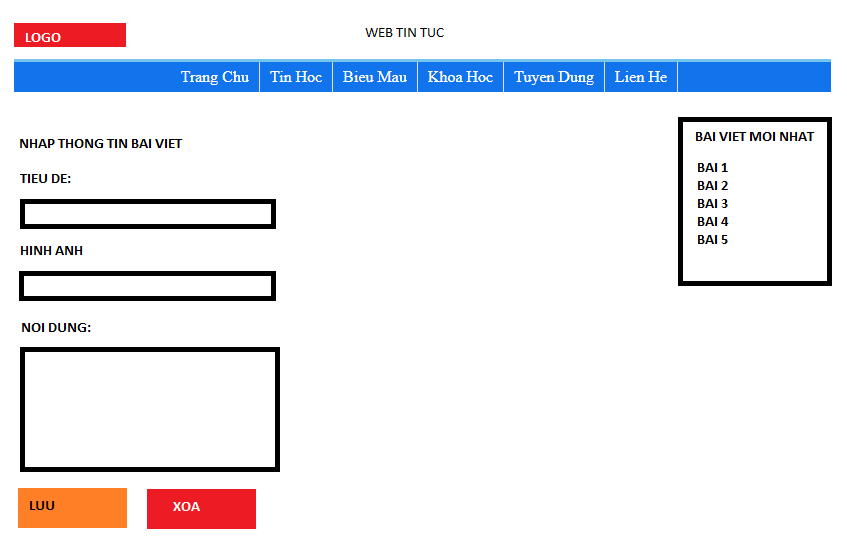 LOGO
WEB TIN TUC
Trang Chu Tin Hoc Bieu Mau Khoa Hoc Tuyen Dung Lien He
NHAP THONG TIN BAI VIET
TIEU DE:
HINH ANH
NOI DUNG:
LUU
XOA
BAI VIET MOI NHAT
BAI 1
BAI 2
BAI 3
BAI 4
BAI 5